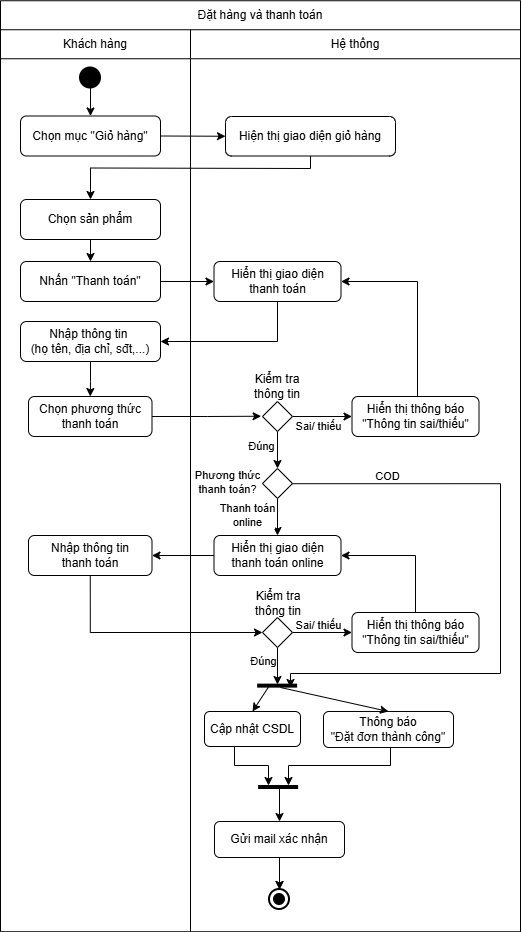 Đặt hàng và thanh toán
Khách hàng
Hệ thông
Chọn mục "Giỏ hàng"
Hiện thị giao diện giỏ hàng
Chọn sản phẩm
Nhấn "Thanh toán"
Hiển thị giao diện
thanh toán
Nhập thông tin
(họ tên, địa chỉ, sđt,...)
Kiểm tra
thông tin
Chọn phương thức
thanh toán
Sai/ thiếu
Hiển thị thông báo
"Thông tin sai/thiếu"
Đúng
Phương thức
thanh toán?
COD
Thanh toán
online
Nhập thông tin
thanh toán
Hiển thị giao diện
thanh toán online
Kiểm tra
thông tin
Sai/ thiếu
Hiển thị thông báo
"Thông tin sai/thiếu"
Đúng
Cập nhật CSDL
Thông báo
"Đặt đơn thành công"
Gửi mail xác nhận